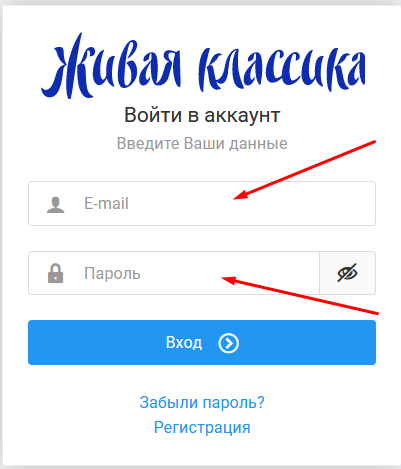 Живая классика
Войти в аккаунт
Введите Ваши данные
E-mail
Пароль
Вход
Забыли пароль?
Регистрация